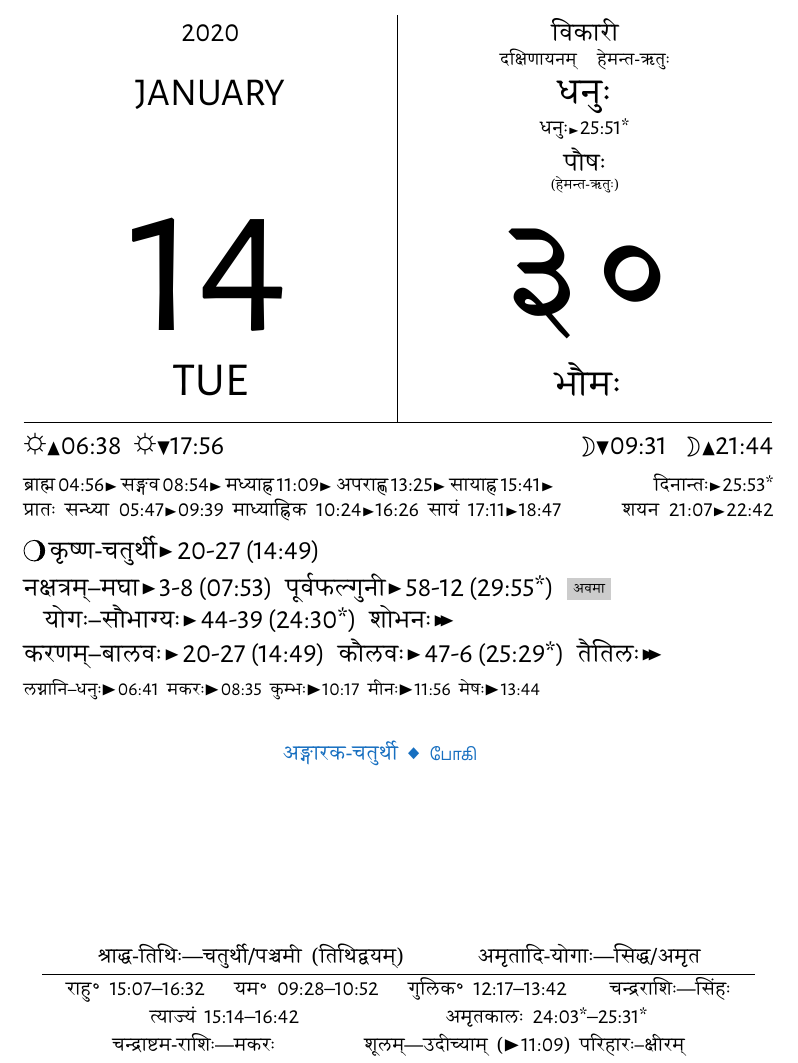 2020
JANUARY
14
TUE
विकारी
दक्षिणायनम् हेमन्त-ऋतुः
धनुः
धनुः►25:51*
पौषः
(हेमन्त-ऋतुः)
३०
भौमः
☼▲06:38 ☼▼17:56 ☽▼09:31 ☽▲21:44
ब्राह्म 04:56► सङ्गव 08:54► मध्याह्न 11:09► अपराह्ण 13:25► सायाह्न 15:41► दिनान्तः►25:53*
प्रातः सन्ध्या 05:47►09:39 माध्याह्निक 10:24►16:26 सायं 17:11►18:47 शयन 21:07►22:42
कृष्ण-चतुर्थी► 20-27 (14:49)
नक्षत्रम्–मघा► 3-8 (07:53) पूर्वफल्गुनी► 58-12 (29:55*) अवमा
योगः–सौभाग्यः► 44-39 (24:30*) शोभनः►►
करणम्–बालवः► 20-27 (14:49) कौलवः► 47-6 (25:29*) तैतिलः►►
लग्नानि–धनुः►06:41 मकरः►08:35 कुम्भः►10:17 मीनः►11:56 मेषः►13:44
अङ्गारक-चतुर्थी ◆ போகி
श्राद्ध-तिथिः—चतुर्थी/पञ्चमी (तिथिद्वयम्) अमृतादि-योगाः—सिद्ध/अमृत
राहु° 15:07–16:32 यम° 09:28–10:52 गुलिक° 12:17–13:42 चन्द्रराशिः—सिंहः
त्याज्यं 15:14–16:42 अमृतकालः 24:03*–25:31*
चन्द्राष्टम-राशिः—मकरः शूलम्—उदीच्याम् (►11:09) परिहारः–क्षीरम्